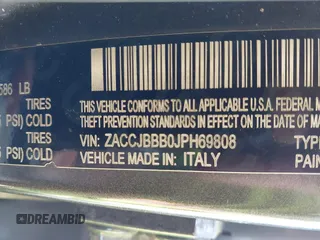 586 LB
TIRES
PSI) COLD
TIRES
PSI) COLD
THIS VEHICLE CONFORMS TO ALL APPLICABLE U.S.A. FEDERAL
THEFT PREVENTION STANDARDS IN EFFECT ON THE DATE OF
VIN: ZACCJBBB0JPH69808 TYP
VEHICLE MADE IN: ITALY PAIN
DREAMBID